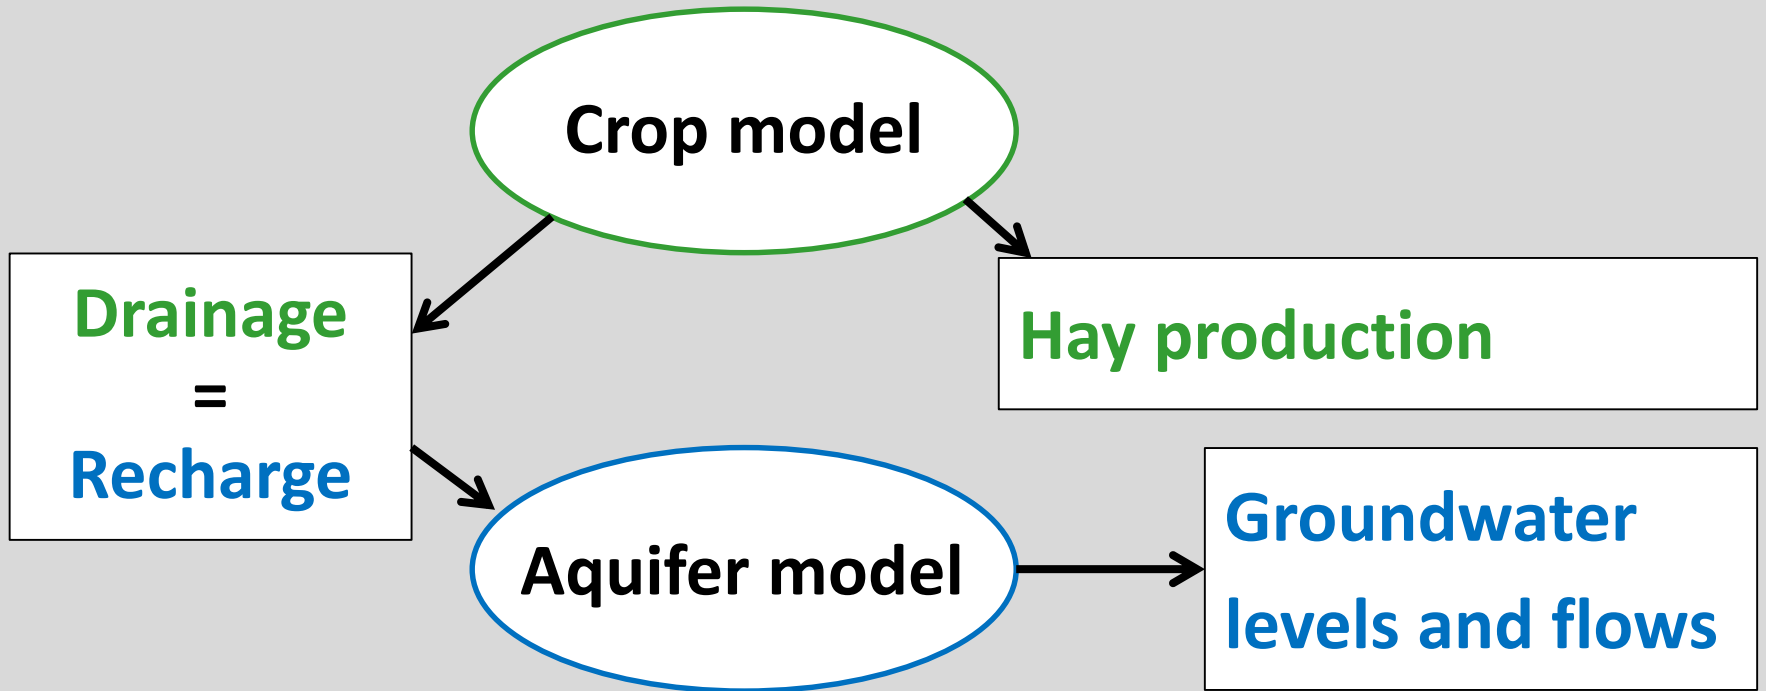 Crop model
Drainage
=
Recharge
Hay production
Aquifer model
Groundwater
levels and flows